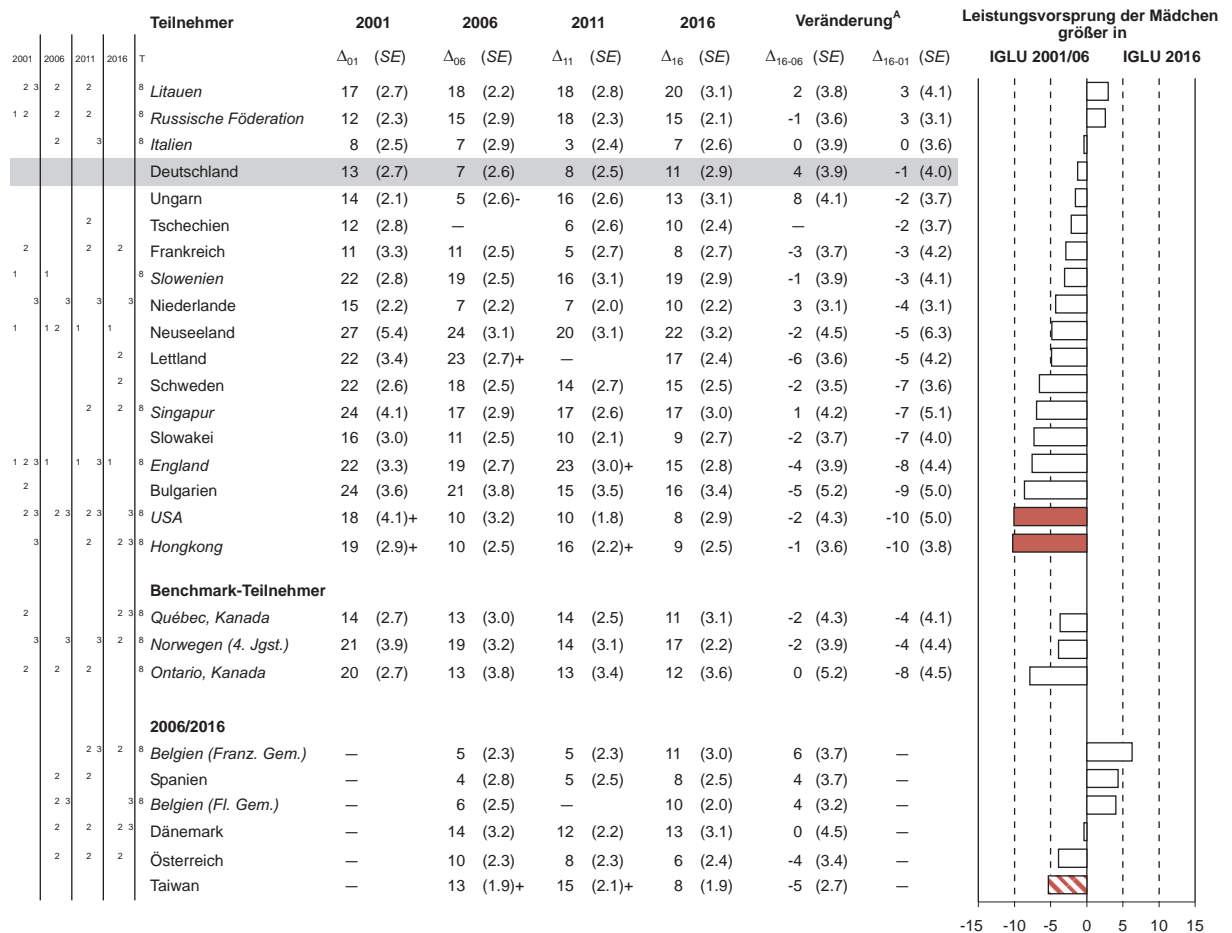 Teilnehmer 2001 2006 2011 2016 Veränderung^A Leistungsvorsprung der Mädchen größer in
2001 2006 2011 2016 T Δ01 (SE) Δ06 (SE) Δ11 (SE) Δ16 (SE) Δ16-06 (SE) Δ16-01 (SE) IGLU 2001/06 IGLU 2016
2 3 2 2 8 Litauen 17 (2.7) 18 (2.2) 18 (2.8) 20 (3.1) 2 (3.8) 3 (4.1)
1 2 2 2 8 Russische Föderation 12 (2.3) 15 (2.9) 18 (2.3) 15 (2.1) -1 (3.6) 3 (3.1)
2 3 8 Italien 8 (2.5) 7 (2.9) 3 (2.4) 7 (2.6) 0 (3.9) 0 (3.6)
Deutschland 13 (2.7) 7 (2.6) 8 (2.5) 11 (2.9) 4 (3.9) -1 (4.0)
Ungarn 14 (2.1) 5 (2.6)- 16 (2.6) 13 (3.1) 8 (4.1) -2 (3.7)
2 Tschechien 12 (2.8) — 6 (2.6) 10 (2.4) — -2 (3.7)
2 2 2 Frankreich 11 (3.3) 11 (2.5) 5 (2.7) 8 (2.7) -3 (3.7) -3 (4.2)
1 1 8 Slowenien 22 (2.8) 19 (2.5) 16 (3.1) 19 (2.9) -1 (3.9) -3 (4.1)
3 3 3 3 Niederlande 15 (2.2) 7 (2.2) 7 (2.0) 10 (2.2) 3 (3.1) -4 (3.1)
1 1 2 1 1 Neuseeland 27 (5.4) 24 (3.1) 20 (3.1) 22 (3.2) -2 (4.5) -5 (6.3)
2 Lettland 22 (3.4) 23 (2.7)+ — 17 (2.4) -6 (3.6) -5 (4.2)
2 Schweden 22 (2.6) 18 (2.5) 14 (2.7) 15 (2.5) -2 (3.5) -7 (3.6)
2 2 8 Singapur 24 (4.1) 17 (2.9) 17 (2.6) 17 (3.0) 1 (4.2) -7 (5.1)
Slowakei 16 (3.0) 11 (2.5) 10 (2.1) 9 (2.7) -2 (3.7) -7 (4.0)
1 2 3 1 1 3 1 8 England 22 (3.3) 19 (2.7) 23 (3.0)+ 15 (2.8) -4 (3.9) -8 (4.4)
2 Bulgarien 24 (3.6) 21 (3.8) 15 (3.5) 16 (3.4) -5 (5.2) -9 (5.0)
2 3 2 3 2 3 3 8 USA 18 (4.1)+ 10 (3.2) 10 (1.8) 8 (2.9) -2 (4.3) -10 (5.0)
3 2 2 3 8 Hongkong 19 (2.9)+ 10 (2.5) 16 (2.2)+ 9 (2.5) -1 (3.6) -10 (3.8)
Benchmark-Teilnehmer
2 2 3 8 Québec, Kanada 14 (2.7) 13 (3.0) 14 (2.5) 11 (3.1) -2 (4.3) -4 (4.1)
3 3 3 2 8 Norwegen (4. Jgst.) 21 (3.9) 19 (3.2) 14 (3.1) 17 (2.2) -2 (3.9) -4 (4.4)
2 2 2 8 Ontario, Kanada 20 (2.7) 13 (3.8) 13 (3.4) 12 (3.6) 0 (5.2) -8 (4.5)
2006/2016
2 3 2 8 Belgien (Franz. Gem.) — 5 (2.3) 5 (2.3) 11 (3.0) 6 (3.7) —
2 2 Spanien — 4 (2.8) 5 (2.5) 8 (2.5) 4 (3.7) —
2 3 3 8 Belgien (Fl. Gem.) — 6 (2.5) — 10 (2.0) 4 (3.2) —
2 2 2 3 Dänemark — 14 (3.2) 12 (2.2) 13 (3.1) 0 (4.5) —
2 2 2 Österreich — 10 (2.3) 8 (2.3) 6 (2.4) -4 (3.4) —
Taiwan — 13 (1.9)+ 15 (2.1)+ 8 (1.9) -5 (2.7) —
-15 -10 -5 0 5 10 15